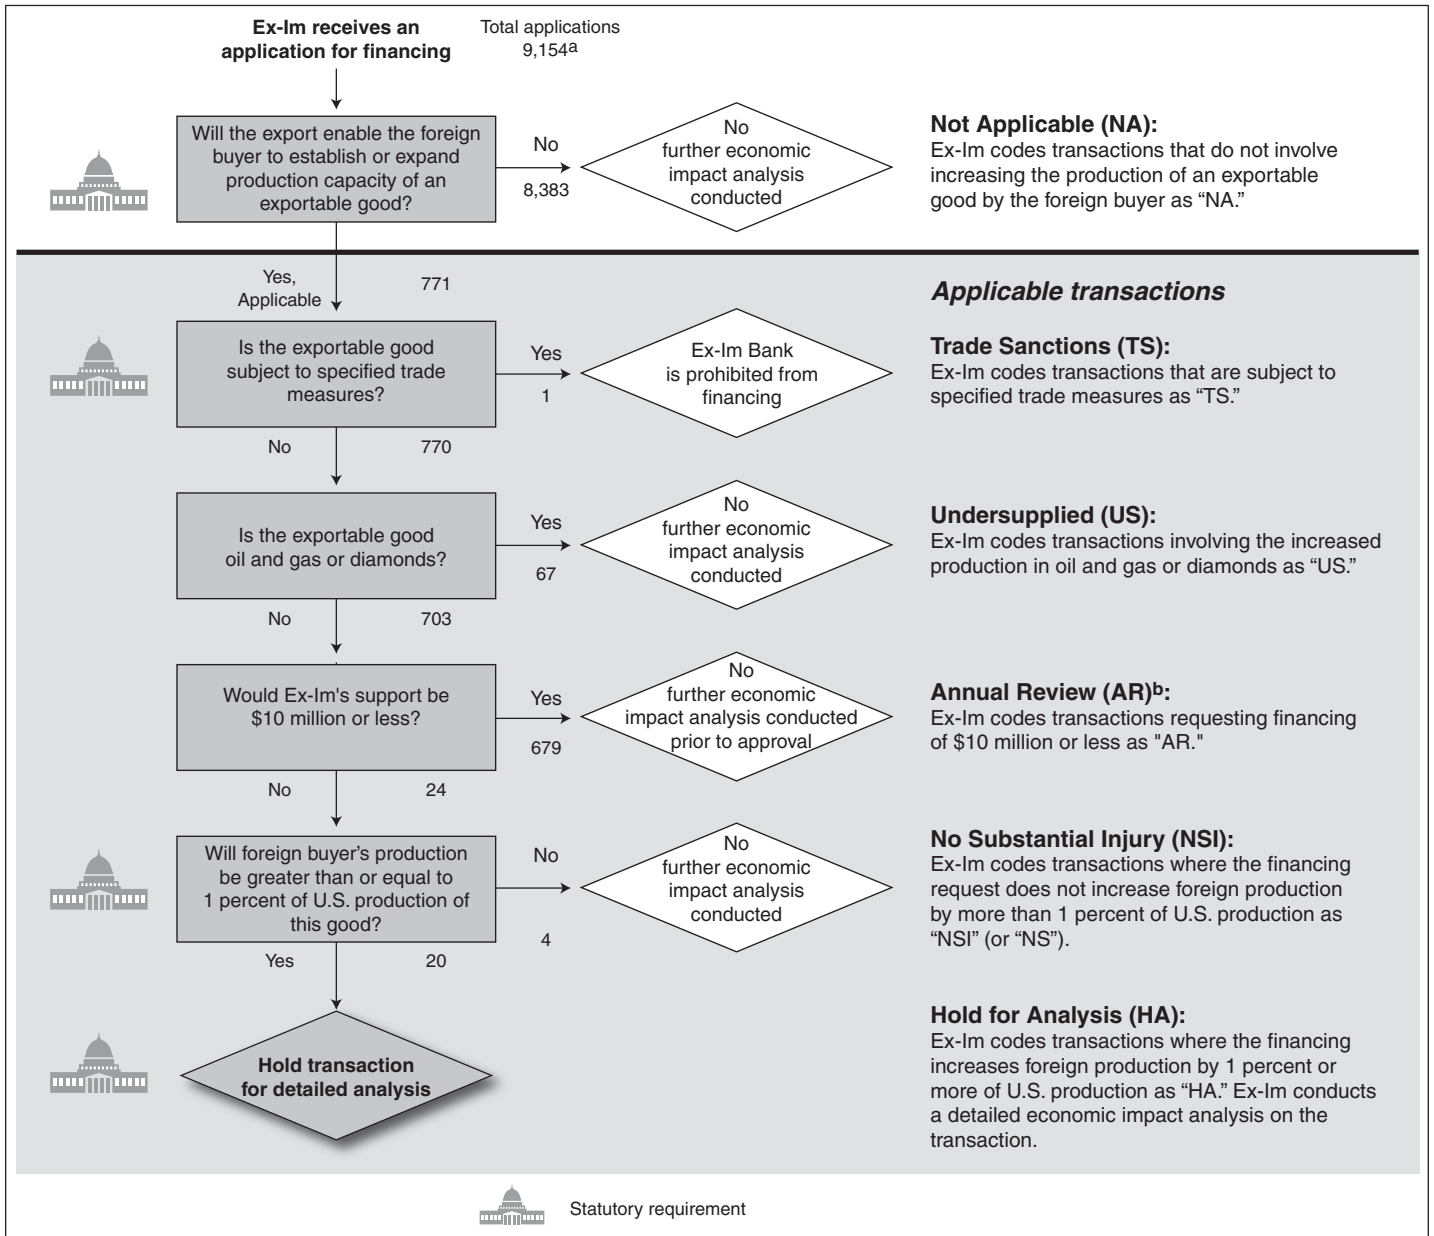 Ex-Im receives an
application for financing
Total applications
9,154a
Will the export enable the foreign
buyer to establish or expand
production capacity of an
exportable good?
No
8,383
No
further economic
impact analysis
conducted
Not Applicable (NA):
Ex-Im codes transactions that do not involve
increasing the production of an exportable
good by the foreign buyer as “NA.”
Yes,
Applicable
771
Applicable transactions
Is the exportable good
subject to specified trade
measures?
Yes
1
Ex-Im Bank
is prohibited from
financing
Trade Sanctions (TS):
Ex-Im codes transactions that are subject to
specified trade measures as “TS.”
No
770
Is the exportable good
oil and gas or diamonds?
Yes
67
No
further economic
impact analysis
conducted
Undersupplied (US):
Ex-Im codes transactions involving the increased
production in oil and gas or diamonds as “US.”
No
703
Would Ex-Im's support be
$10 million or less?
Yes
679
No
further economic
impact analysis conducted
prior to approval
Annual Review (AR)b:
Ex-Im codes transactions requesting financing
of $10 million or less as "AR."
No
24
Will foreign buyer’s production
be greater than or equal to
1 percent of U.S. production of
this good?
No
4
No
further economic
impact analysis
conducted
No Substantial Injury (NSI):
Ex-Im codes transactions where the financing
request does not increase foreign production
by more than 1 percent of U.S. production as
“NSI” (or “NS”).
Yes
20
Hold transaction
for detailed analysis
Hold for Analysis (HA):
Ex-Im codes transactions where the financing
increases foreign production by 1 percent or
more of U.S. production as “HA.” Ex-Im conducts
a detailed economic impact analysis on the
transaction.
Statutory requirement